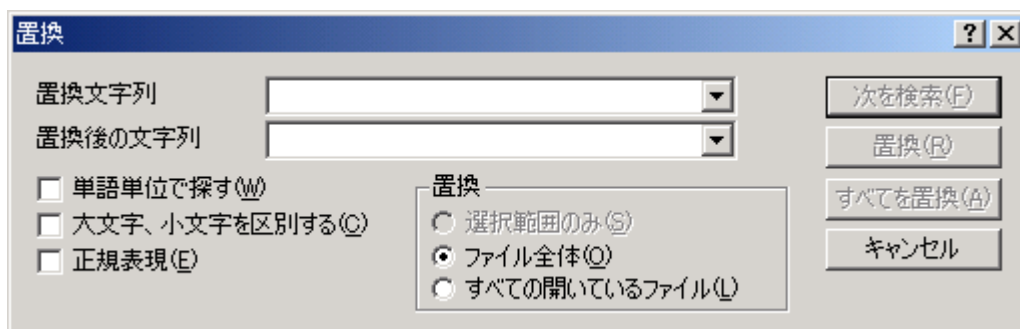 置換
置換文字列
次を検索(F)
置換後の文字列
置換(R)
単語単位で探す(W)
置換
すべてを置換(A)
大文字、小文字を区別する(C)
選択範囲のみ(S)
正規表現(E)
ファイル全体(O)
キャンセル
すべての開いているファイル(L)